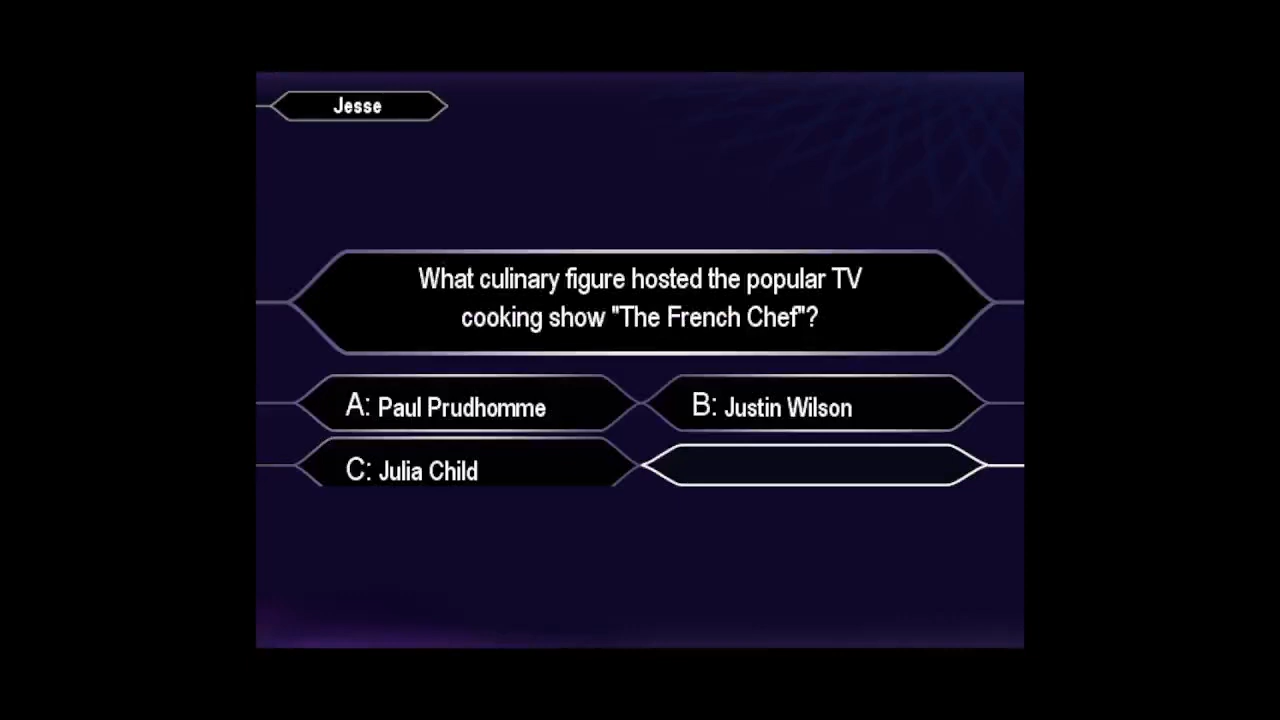 Jesse
What culinary figure hosted the popular TV
cooking show "The French Chef"?
A: Paul Prudhomme
B: Justin Wilson
C: Julia Child